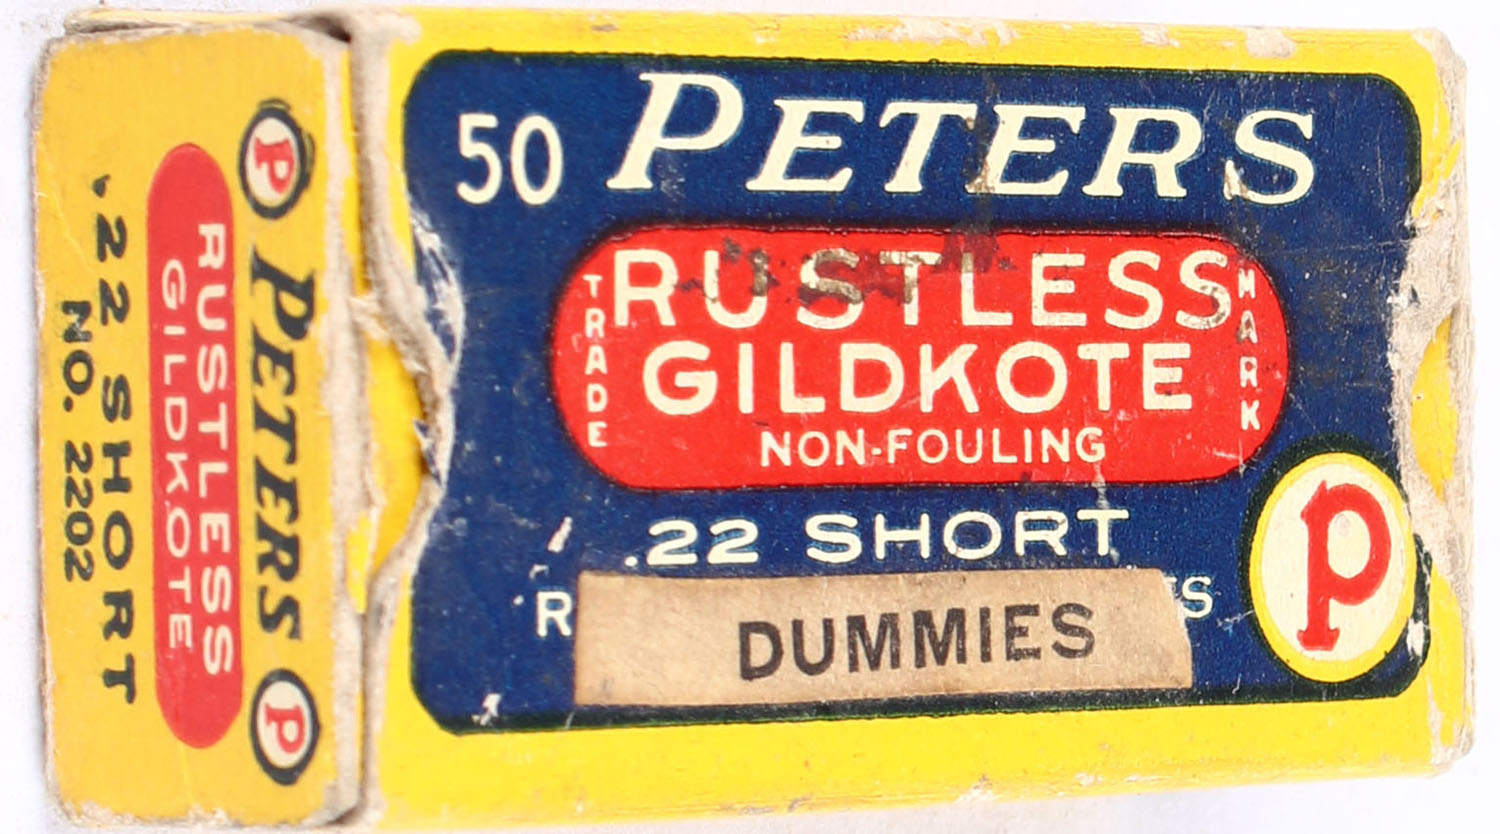 50 PETERS
TRADE
RUSTLESS
MARK
GILDKOTE
NON-FOULING
.22 SHORT
DUMMIES
P
P PETERS P
RUSTLESS
GILDKOTE
.22 SHORT
NO. 2202